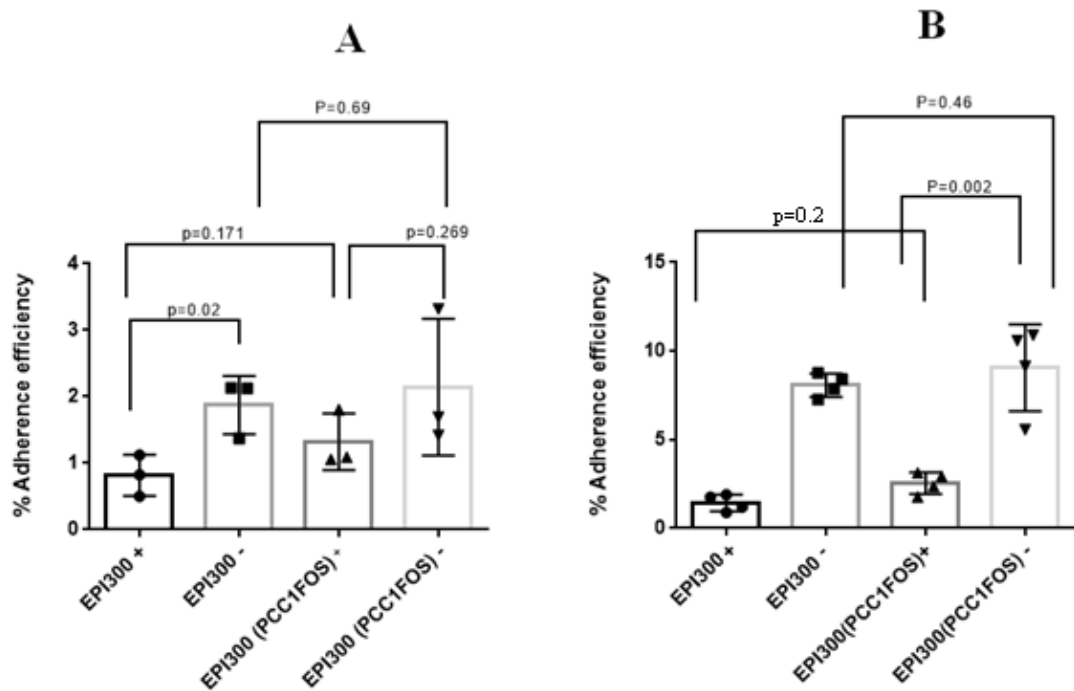 A
P=0.69
p=0.171
p=0.269
p=0.02
% Adherence efficiency
4
3
2
1
0
EPI300 +
EPI300 -
EPI300 (PCC1FOS) +
EPI300 (PCC1FOS) -
B
P=0.46
P=0.002
p=0.2
% Adherence efficiency
15
10
5
0
EPI300 +
EPI300 -
EPI300(PCC1FOS)+
EPI300(PCC1FOS) -